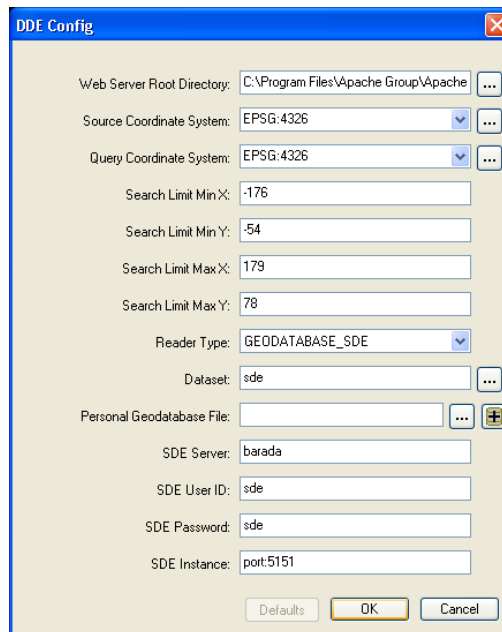 DDE Config
Web Server Root Directory: C:\Program Files\Apache Group\Apache ...
Source Coordinate System: EPSG:4326 ...
Query Coordinate System: EPSG:4326 ...
Search Limit Min X: -176
Search Limit Min Y: -54
Search Limit Max X: 179
Search Limit Max Y: 78
Reader Type: GEODATABASE_SDE
Dataset: sde ...
Personal Geodatabase File: ...
SDE Server: barada
SDE User ID: sde
SDE Password: sde
SDE Instance: port:5151
Defaults OK Cancel